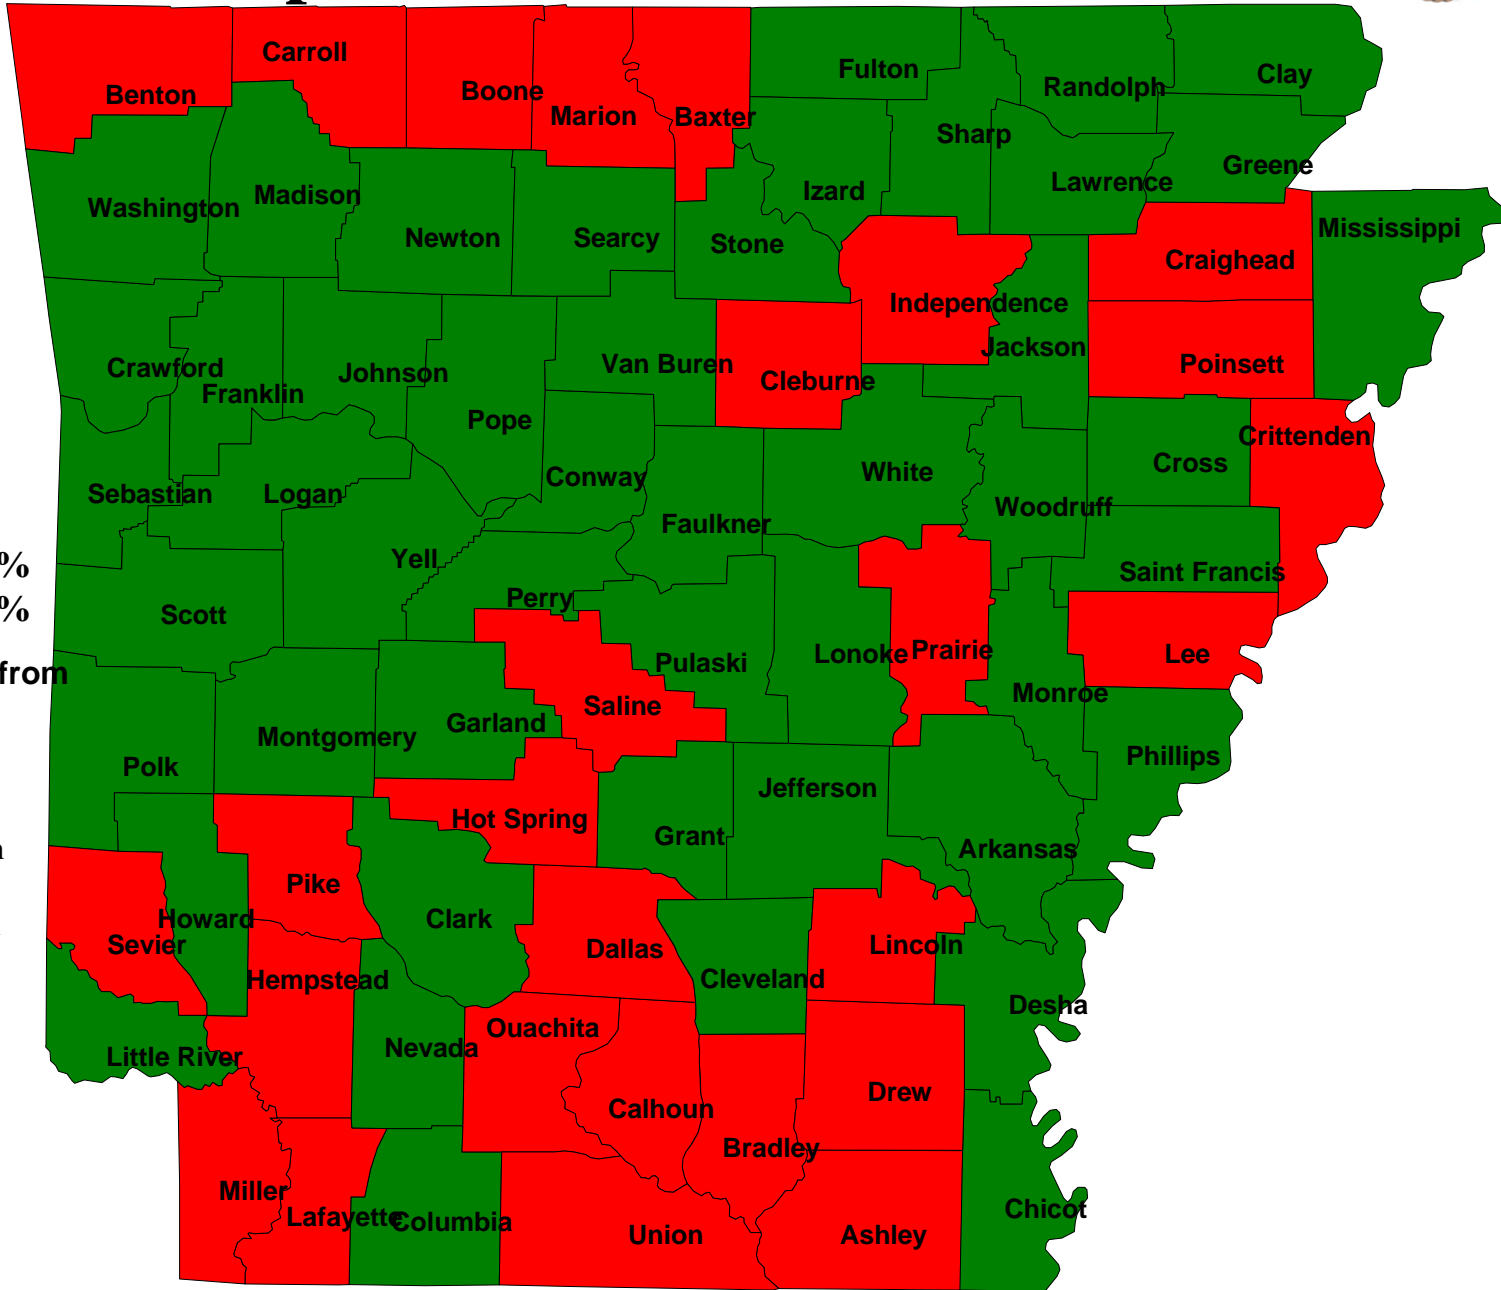 Carroll
Benton
Boone
Marion
Baxter
Fulton
Randolph
Clay
Sharp
Greene
Izard
Lawrence
Washington
Madison
Newton
Searcy
Stone
Mississippi
Craighead
Independence
Jackson
Poinsett
Crawford
Franklin
Johnson
Van Buren
Cleburne
Pope
Crittenden
Cross
White
Conway
Sebastian
Logan
Woodruff
Faulkner
Yell
%
Saint Francis
Perry
%
Scott
Pulaski
Lonoke
Prairie
Lee
from
Monroe
Saline
Garland
Montgomery
Phillips
Polk
Jefferson
Hot Spring
Grant
Arkansas
Pike
Howard
Clark
Sevier
Dallas
Lincoln
Hempstead
Cleveland
Desha
Ouachita
Nevada
Little River
Drew
Calhoun
Bradley
Miller
Lafayette
Columbia
Chicot
Union
Ashley